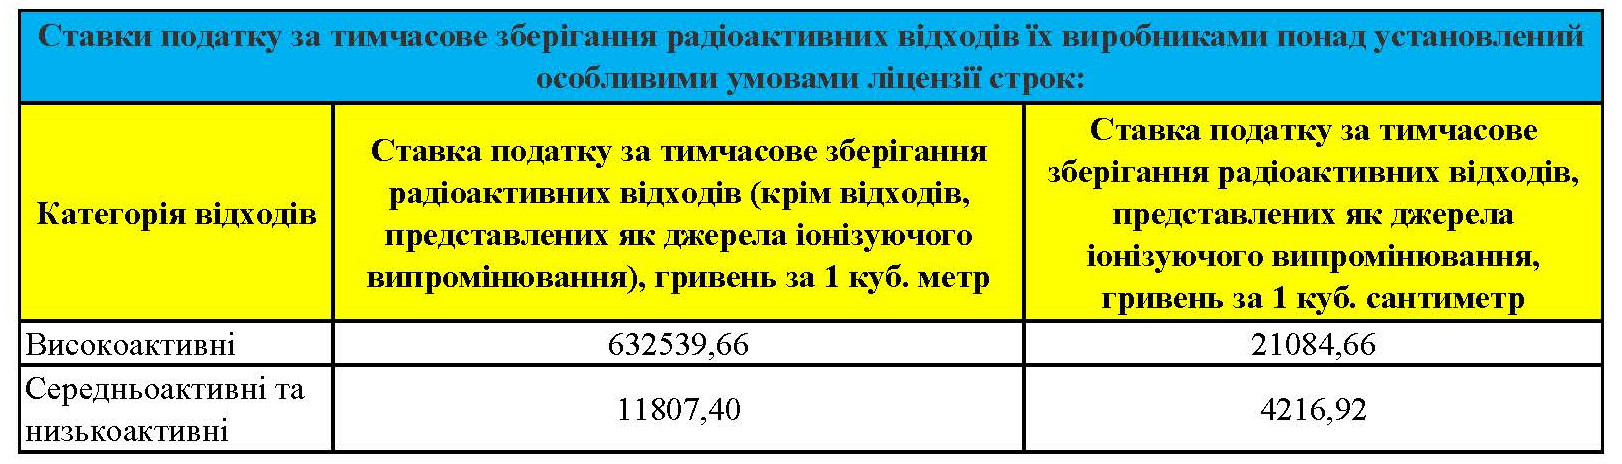 Ставки податку за тимчасове зберігання радіоактивних відходів їх виробниками понад установлений
особливими умовами ліцензії строк:
Категорія відходів
Ставка податку за тимчасове зберігання
радіоактивних відходів (крім відходів,
представлених як джерела іонізуючого
випромінювання), гривень за 1 куб. метр
Ставка податку за тимчасове
зберігання радіоактивних відходів,
представлених як джерела
іонізуючого випромінювання,
гривень за 1 куб. сантиметр
Високоактивні
632539,66
21084,66
Середньоактивні та
низькоактивні
11807,40
4216,92